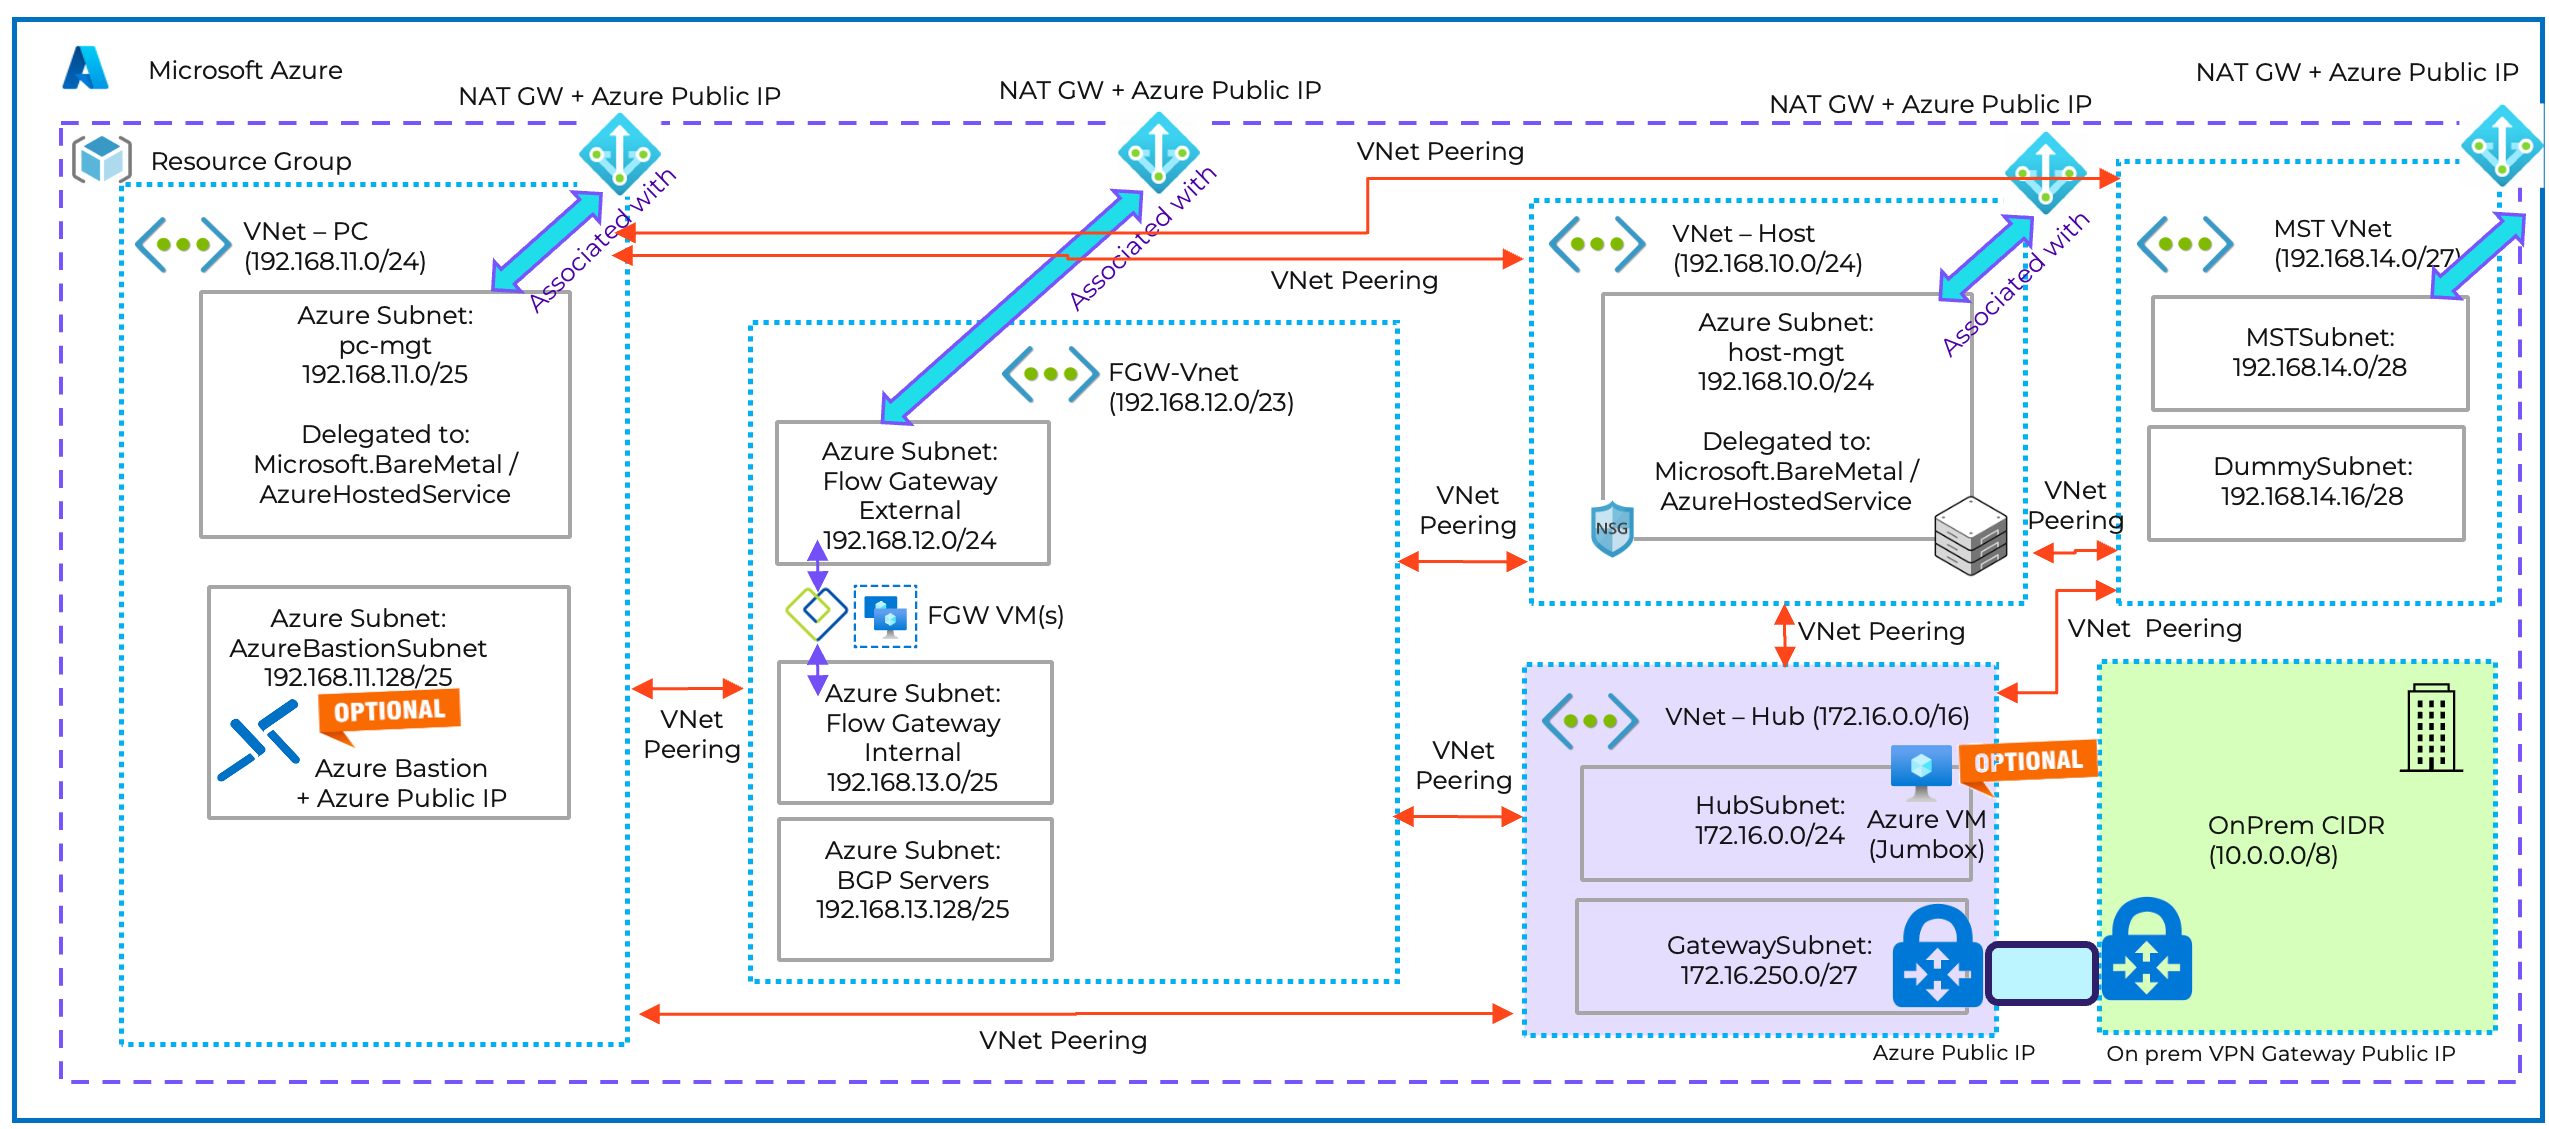 Microsoft Azure
NAT GW + Azure Public IP
NAT GW + Azure Public IP
NAT GW + Azure Public IP
NAT GW + Azure Public IP
Resource Group
VNet Peering
Associated with
Associated with
Associated with
VNet – PC
(192.168.11.0/24)
Azure Subnet:
pc-mgt
192.168.11.0/25
Delegated to:
Microsoft.BareMetal /
AzureHostedService
Azure Subnet:
AzureBastionSubnet
192.168.11.128/25
OPTIONAL
Azure Bastion
+ Azure Public IP
VNet Peering
VNet
Peering
FGW-Vnet
(192.168.12.0/23)
Azure Subnet:
Flow Gateway
External
192.168.12.0/24
FGW VM(s)
Azure Subnet:
Flow Gateway
Internal
192.168.13.0/25
Azure Subnet:
BGP Servers
192.168.13.128/25
VNet
Peering
VNet
Peering
VNet Peering
VNet – Host
(192.168.10.0/24)
Azure Subnet:
host-mgt
192.168.10.0/24
Delegated to:
Microsoft.BareMetal /
AzureHostedService
NSG
VNet
Peering
MST VNet
(192.168.14.0/27)
MSTSubnet:
192.168.14.0/28
DummySubnet:
192.168.14.16/28
VNet Peering
VNet  Peering
VNet – Hub (172.16.0.0/16)
OPTIONAL
HubSubnet:
172.16.0.0/24
Azure VM
(Jumbox)
GatewaySubnet:
172.16.250.0/27
Azure Public IP
OnPrem CIDR
(10.0.0.0/8)
On prem VPN Gateway Public IP